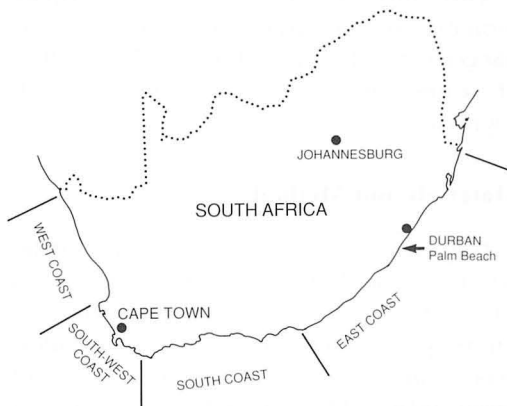 JOHANNESBURG
SOUTH AFRICA
DURBAN
Palm Beach
WEST COAST
CAPE TOWN
SOUTH-WEST
COAST
SOUTH COAST
EAST COAST